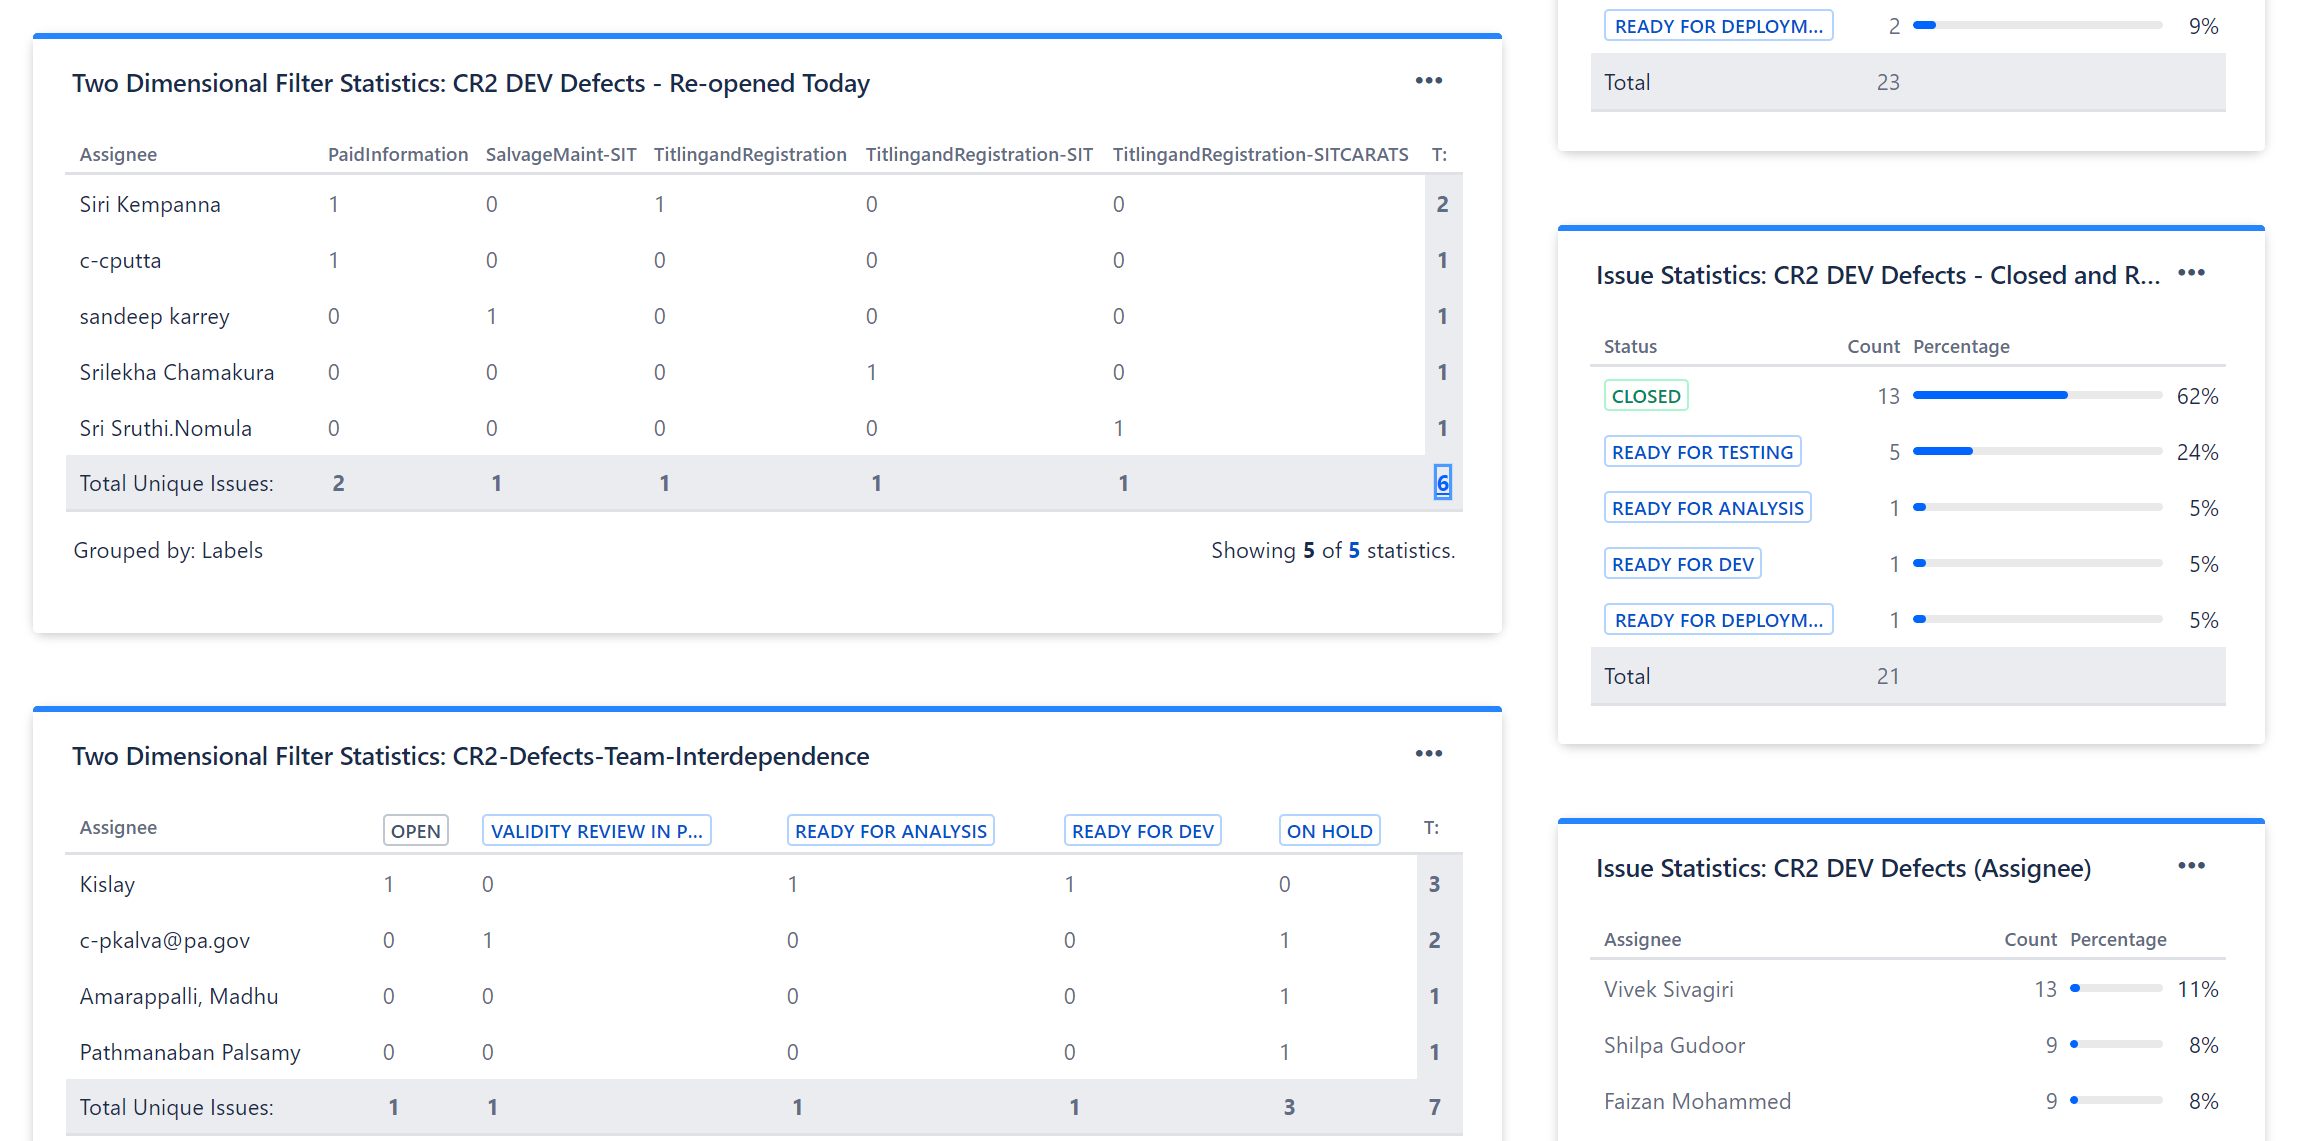 Two Dimensional Filter Statistics: CR2 DEV Defects - Re-opened Today
Assignee PaidInformation SalvageMaint-SIT TitlingandRegistration TitlingandRegistration-SIT TitlingandRegistration-SITCARATS T:
Siri Kempanna 1 0 1 0 0 2
c-cputta 1 0 0 0 0 1
sandeep karrey 0 1 0 0 0 1
Srilekha Chamakura 0 0 0 1 0 1
Sri Sruthi.Nomula 0 0 0 0 1 1
Total Unique Issues: 2 1 1 1 1 6
Grouped by: Labels Showing 5 of 5 statistics.
Two Dimensional Filter Statistics: CR2-Defects-Team-Interdependence
Assignee OPEN VALIDITY REVIEW IN P... READY FOR ANALYSIS READY FOR DEV ON HOLD T:
Kislay 1 0 1 1 0 3
c-pkalva@pa.gov 0 1 0 0 1 2
Amarappalli, Madhu 0 0 0 0 1 1
Pathmanaban Palsamy 0 0 0 0 1 1
Total Unique Issues: 1 1 1 1 3 7
READY FOR DEPLOYM... 2 9%
Total 23
Issue Statistics: CR2 DEV Defects - Closed and R...
Status Count Percentage
CLOSED 13 62%
READY FOR TESTING 5 24%
READY FOR ANALYSIS 1 5%
READY FOR DEV 1 5%
READY FOR DEPLOYM... 1 5%
Total 21
Issue Statistics: CR2 DEV Defects (Assignee)
Assignee Count Percentage
Vivek Sivagiri 13 11%
Shilpa Gudoor 9 8%
Faizan Mohammed 9 8%